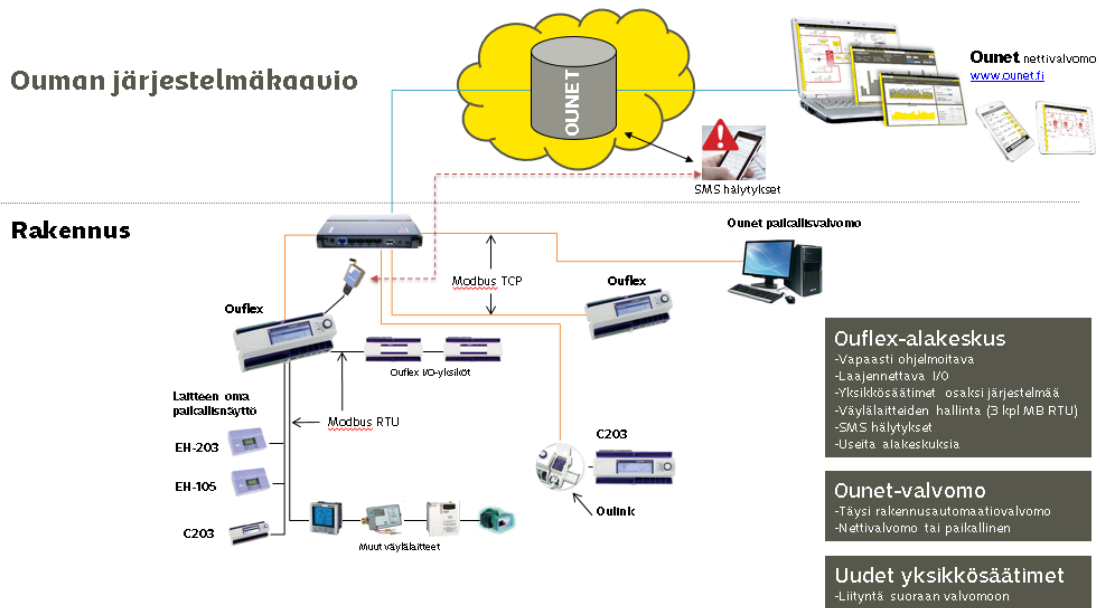 Ouman järjestelmäkaavio
OUNET
Ounet nettivalvomo
www.ounet.fi
SMS hälytykset
Rakennus
Ounet paikallisvalvomo
Modbus TCP
Ouflex
Ouflex
Ouflex I/O-yksiköt
Laitteen oma
paikallisnäyttö
Modbus RTU
EH-203
EH-105
C203
C203
Oulink
Muut väylälaitteet
Ouflex-alakeskus
-Vapaasti ohjelmoitava
-Laajennettava I/O
-Yksikkösäätimet osaksi järjestelmää
-Väylälaitteiden hallinta (3 kpl MB RTU)
-SMS hälytykset
-Useita alakeskuksia
Ounet-valvomo
-Täysi rakennusautomaatiovalvomo
-Nettivalvomo tai paikallinen
Uudet yksikkösäätimet
-Liityntä suoraan valvomoon